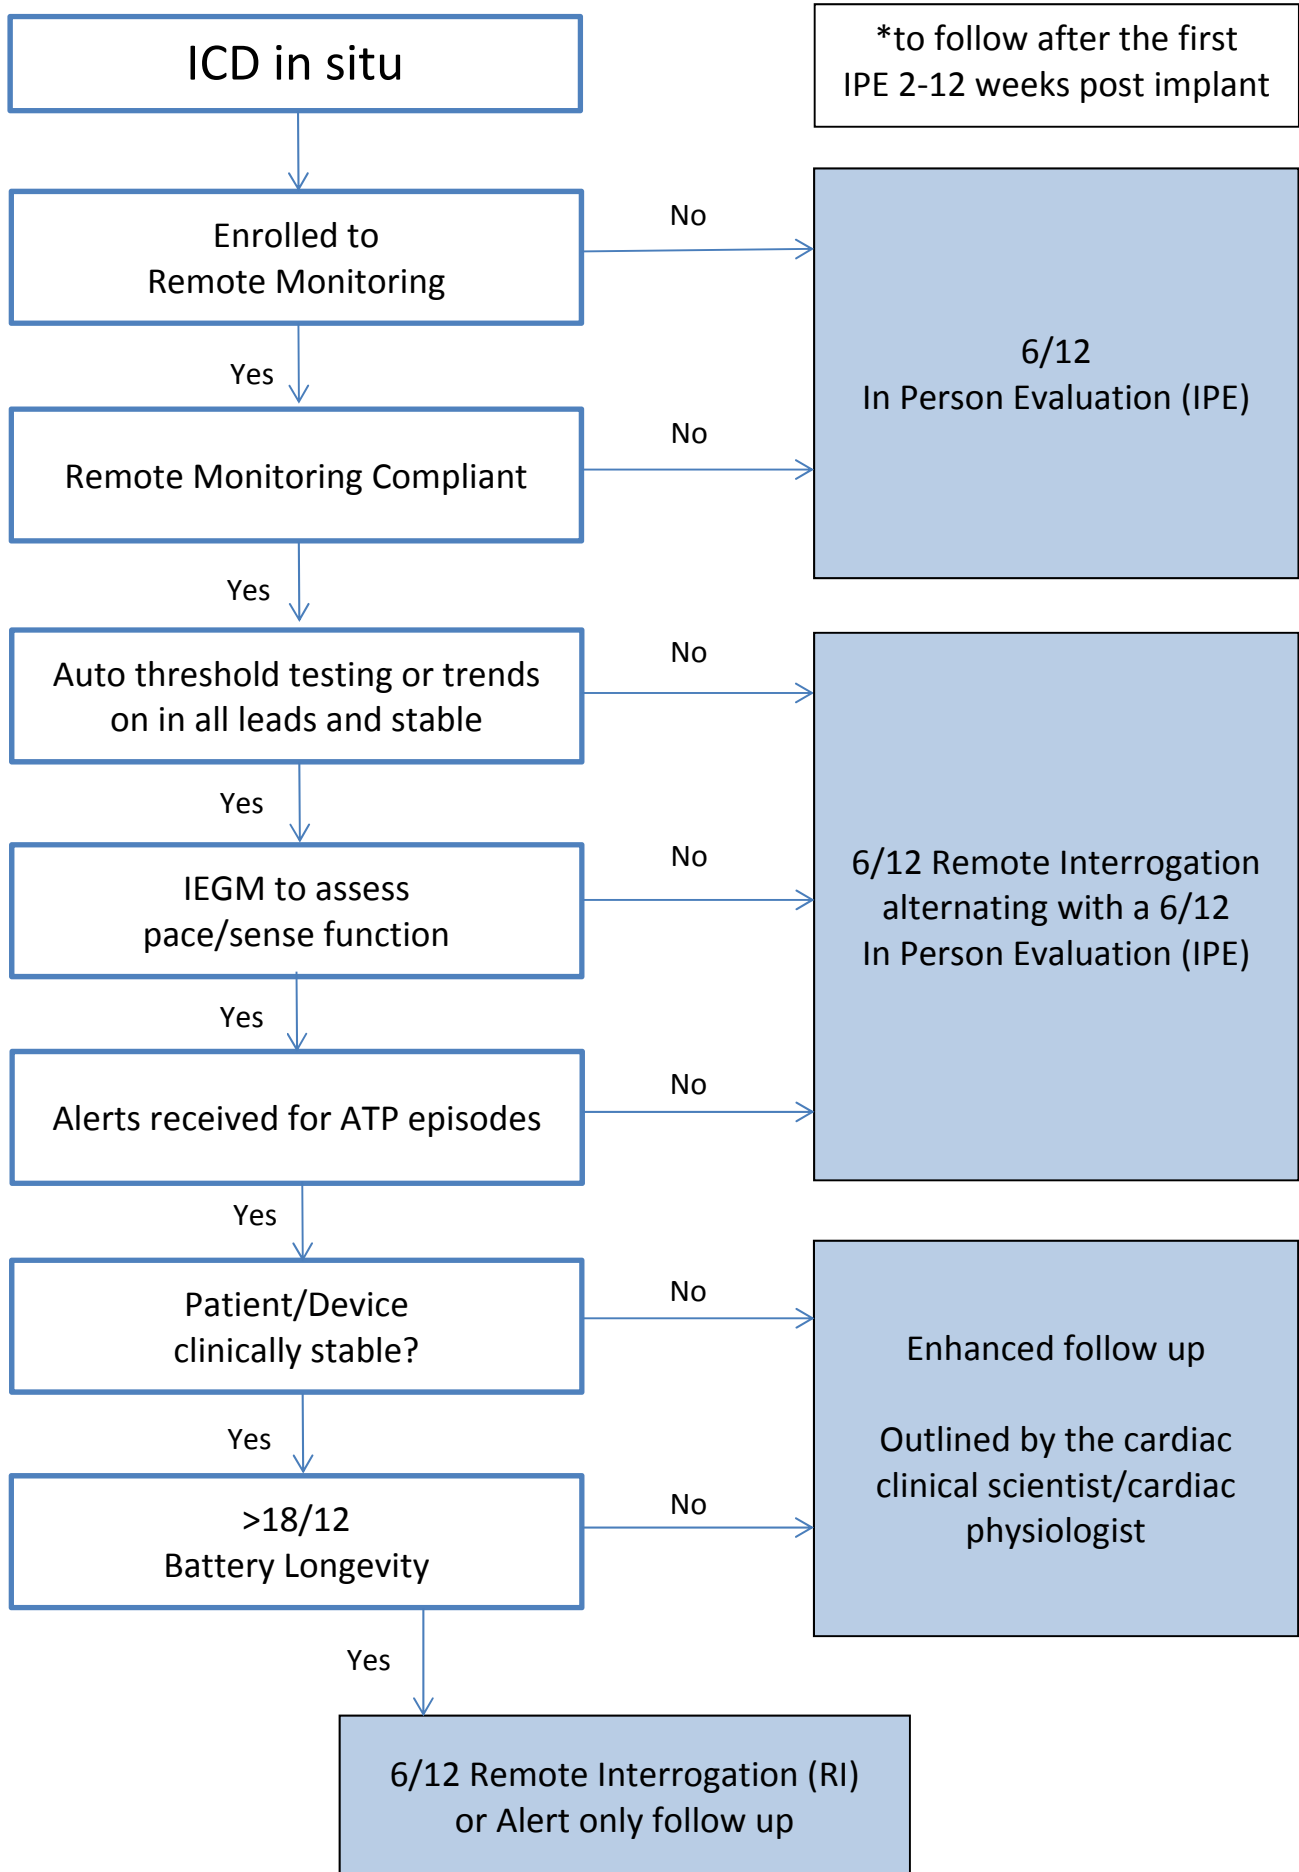 ICD in situ
*to follow after the first
IPE 2-12 weeks post implant
Enrolled to
Remote Monitoring
No
6/12
In Person Evaluation (IPE)
Yes
Remote Monitoring Compliant
No
Yes
Auto threshold testing or trends
on in all leads and stable
No
6/12 Remote Interrogation
alternating with a 6/12
In Person Evaluation (IPE)
Yes
IEGM to assess
pace/sense function
No
Yes
Alerts received for ATP episodes
No
Yes
Patient/Device
clinically stable?
No
Enhanced follow up
Outlined by the cardiac
clinical scientist/cardiac
physiologist
Yes
>18/12
Battery Longevity
No
Yes
6/12 Remote Interrogation (RI)
or Alert only follow up